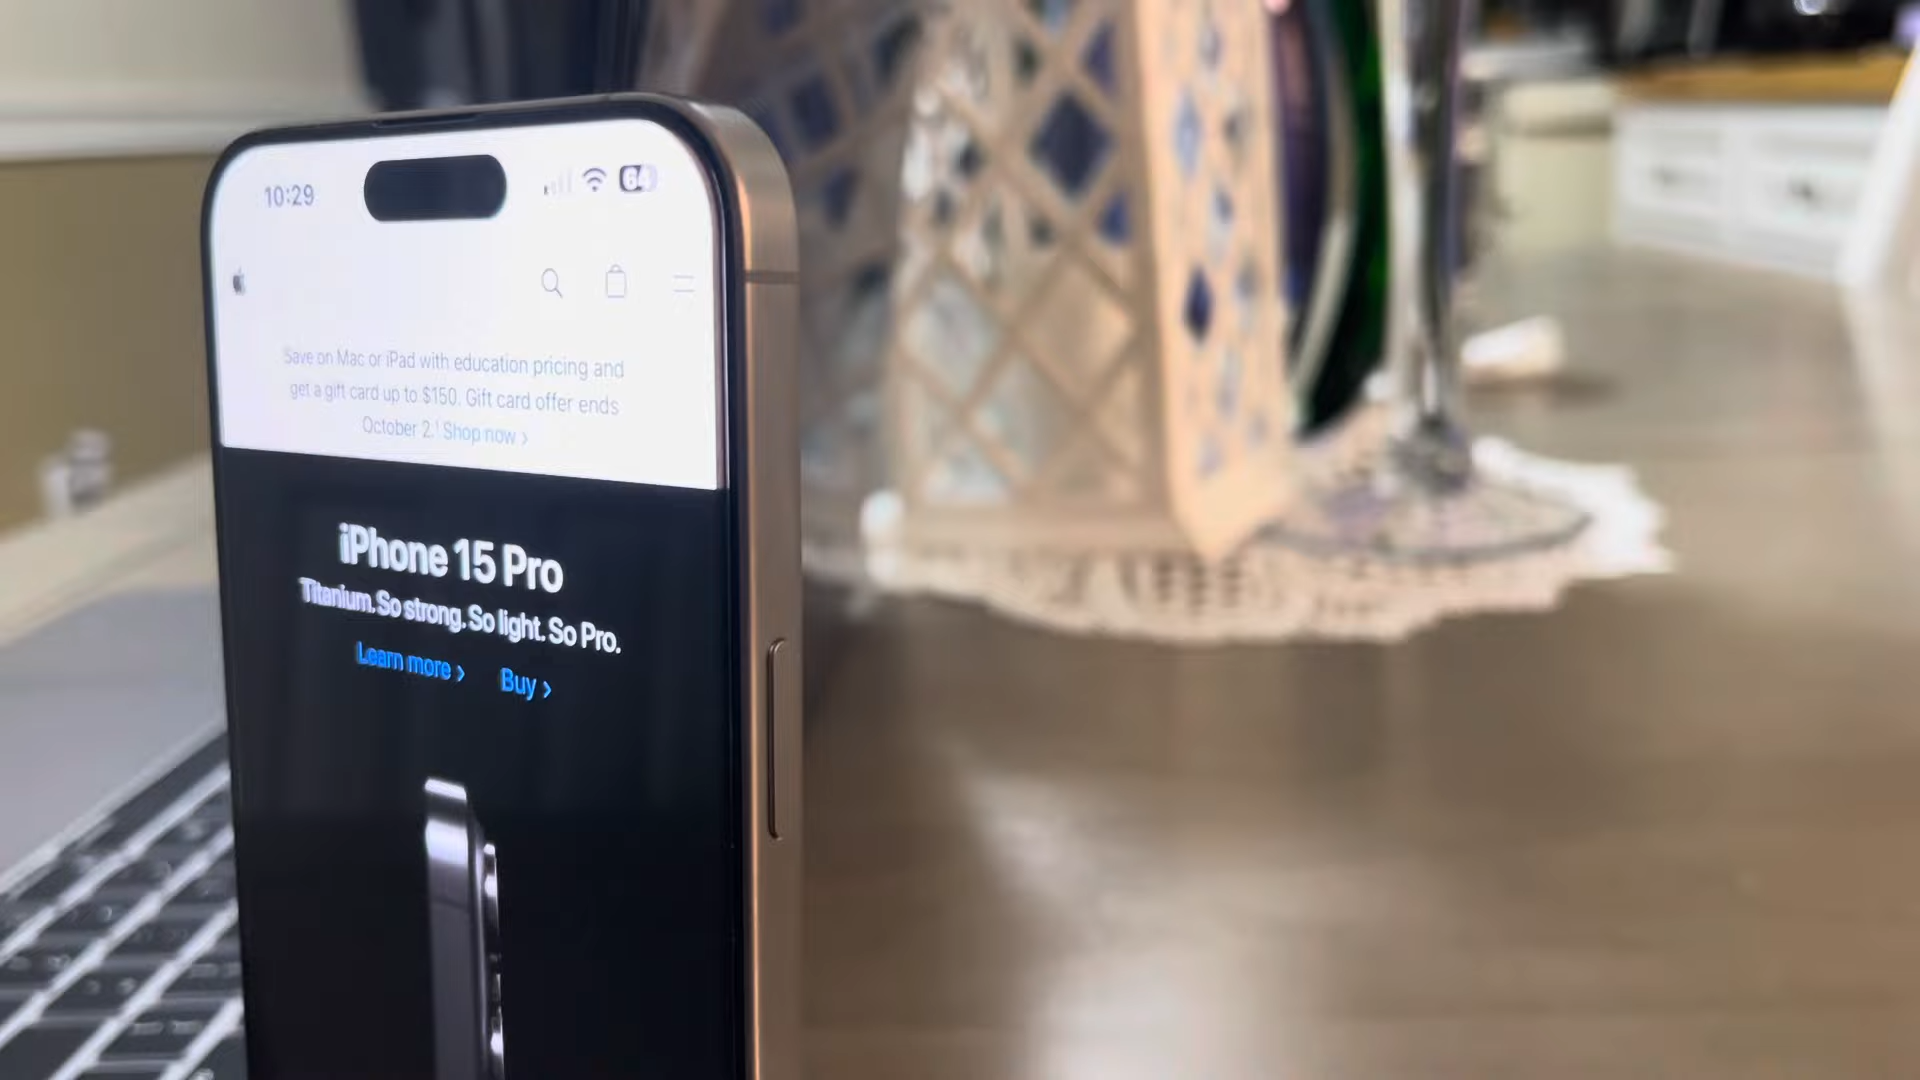 10:29
64
Save on Mac or iPad with education pricing and
get a gift card up to $150. Gift card offer ends
October 2.¹ Shop now >
iPhone 15 Pro
Titanium. So strong. So light. So Pro.
Learn more > Buy >